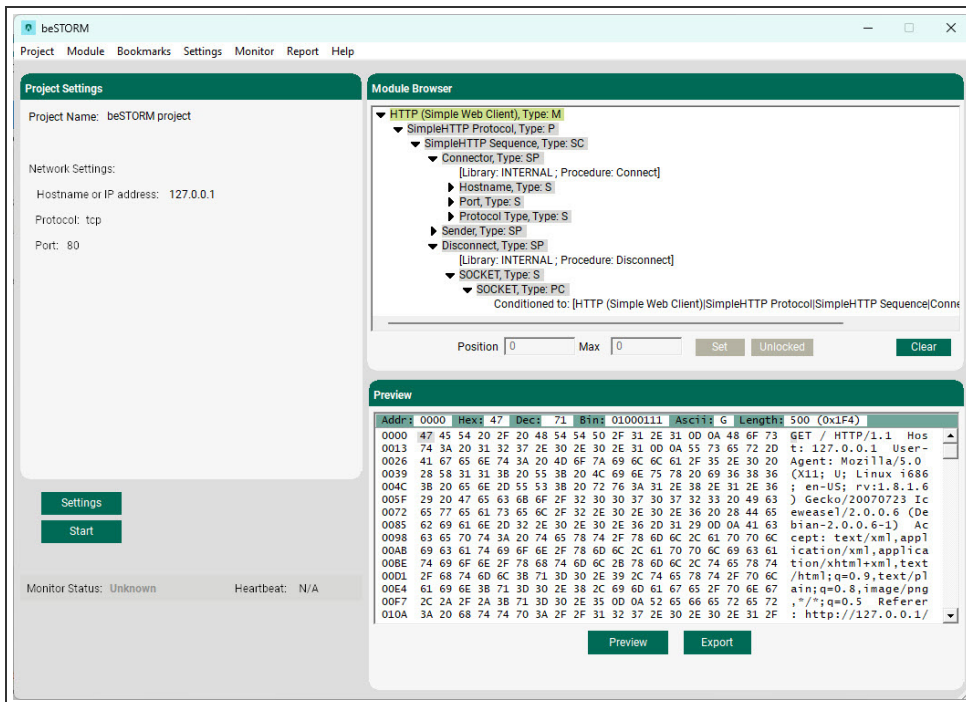 beSTORM
Project Module Bookmarks Settings Monitor Report Help
Project Settings
Project Name: beSTORM project
Network Settings:
Hostname or IP address: 127.0.0.1
Protocol: tcp
Port: 80
Settings
Start
Monitor Status: Unknown Heartbeat: N/A
Module Browser
HTTP (Simple Web Client), Type: M
SimpleHTTP Protocol, Type: P
SimpleHTTP Sequence, Type: SC
Connector, Type: SP
[Library: INTERNAL ; Procedure: Connect]
Hostname, Type: S
Port, Type: S
Protocol Type, Type: S
Sender, Type: SP
Disconnect, Type: SP
[Library: INTERNAL ; Procedure: Disconnect]
SOCKET, Type: S
SOCKET, Type: PC
Conditioned to: [HTTP (Simple Web Client)|SimpleHTTP Protocol|SimpleHTTP Sequence|Conne
Position 0 Max 0 Set Unlocked Clear
Preview
Addr: 0000 Hex: 47 Dec: 71 Bin: 01000111 Ascii: G Length: 500 (0x1F4)
0000 47 45 54 20 2F 20 48 54 54 50 2F 31 2E 31 0D 0A 48 6F 73 GET / HTTP/1.1 Hos
0013 74 3A 20 31 32 37 2E 30 2E 30 2E 31 0D 0A 55 73 65 72 2D t: 127.0.0.1 User-
0026 41 67 65 6E 74 3A 20 4D 6F 7A 69 6C 6C 61 2F 35 2E 30 20 Agent: Mozilla/5.0
0039 28 58 31 31 3B 20 55 3B 20 4C 69 6E 75 78 20 69 36 38 36 (X11; U; Linux i686
004C 3B 20 65 6E 2D 55 53 3B 20 72 76 3A 31 2E 38 2E 31 2E 36 ; en-US; rv:1.8.1.6
005F 29 20 47 65 63 6B 6F 2F 32 30 30 37 30 37 32 33 20 49 63 ) Gecko/20070723 Ic
0072 65 77 65 61 73 65 6C 2F 32 2E 30 2E 30 2E 36 20 28 44 65 eweasel/2.0.0.6 (De
0085 62 69 61 6E 2D 32 2E 30 2E 30 2E 36 2D 31 29 0D 0A 41 63 bian-2.0.0.6-1) Ac
0098 63 65 70 74 3A 20 74 65 78 74 2F 78 6D 6C 2C 61 70 70 6C cept: text/xml,appl
00AB 69 63 61 74 69 6F 6E 2F 78 6D 6C 2C 61 70 70 6C 69 63 61 ication/xml,applica
00BE 74 69 6F 6E 2F 78 68 74 6D 6C 2B 78 6D 6C 2C 74 65 78 74 tion/xhtml+xml,text
00D1 2F 68 74 6D 6C 3B 71 3D 30 2E 39 2C 74 65 78 74 2F 70 6C /html;q=0.9,text/pl
00E4 61 69 6E 3B 71 3D 30 2E 38 2C 69 6D 61 67 65 2F 70 6E 67 ain;q=0.8,image/png
00F7 2C 2A 2F 2A 3B 71 3D 30 2E 35 0D 0A 52 65 66 65 72 65 72 ,*/*;q=0.5 Referer
010A 3A 20 68 74 74 70 3A 2F 2F 31 32 37 2E 30 2E 30 2E 31 2F : http://127.0.0.1/
Preview Export